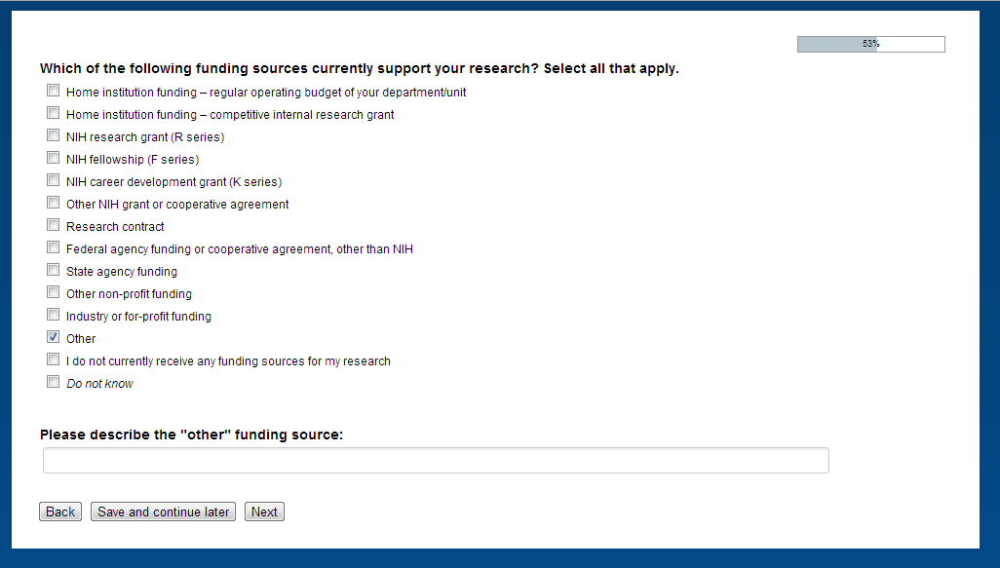 53%
Which of the following funding sources currently support your research? Select all that apply.
Home institution funding – regular operating budget of your department/unit
Home institution funding – competitive internal research grant
NIH research grant (R series)
NIH fellowship (F series)
NIH career development grant (K series)
Other NIH grant or cooperative agreement
Research contract
Federal agency funding or cooperative agreement, other than NIH
State agency funding
Other non-profit funding
Industry or for-profit funding
Other
I do not currently receive any funding sources for my research
Do not know
Please describe the "other" funding source:
Back Save and continue later Next